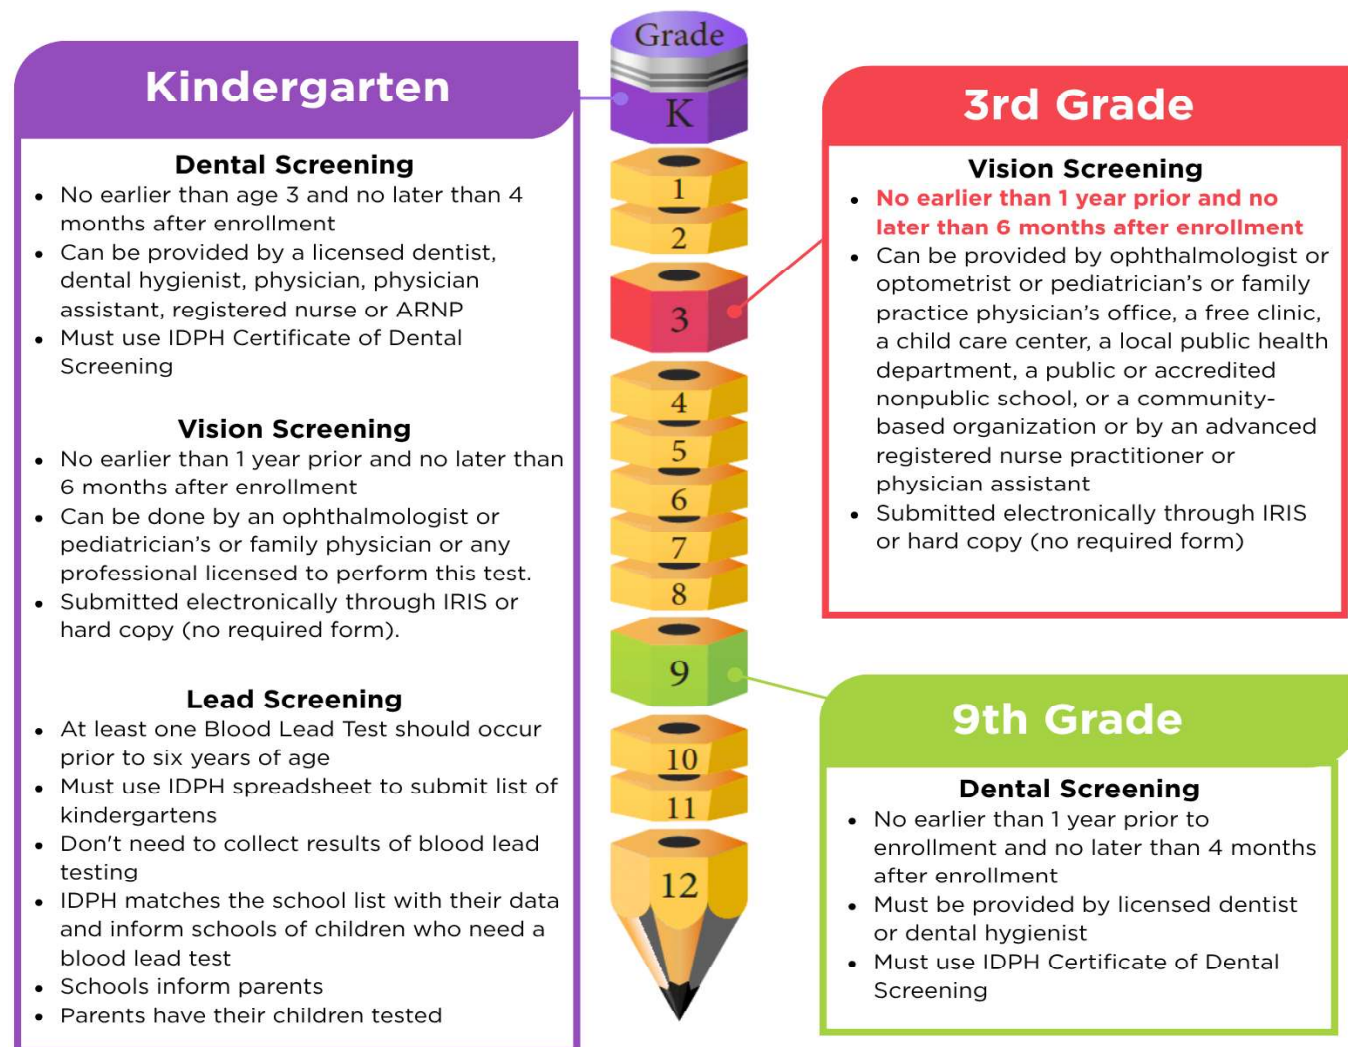 Kindergarten
Dental Screening
• No earlier than age 3 and no later than 4
months after enrollment
• Can be provided by a licensed dentist,
dental hygienist, physician, physician
assistant, registered nurse or ARNP
• Must use IDPH Certificate of Dental
Screening
Vision Screening
• No earlier than 1 year prior and no later than
6 months after enrollment
• Can be done by an ophthalmologist or
pediatrician's or family physician or any
professional licensed to perform this test.
• Submitted electronically through IRIS or
hard copy (no required form).
Lead Screening
• At least one Blood Lead Test should occur
prior to six years of age
• Must use IDPH spreadsheet to submit list of
kindergartens
• Don't need to collect results of blood lead
testing
• IDPH matches the school list with their data
and inform schools of children who need a
blood lead test
• Schools inform parents
• Parents have their children tested
Grade
K
1
2
3
4
5
6
7
8
9
10
11
12
3rd Grade
Vision Screening
• No earlier than 1 year prior and no
later than 6 months after enrollment
• Can be provided by ophthalmologist or
optometrist or pediatrician's or family
practice physician's office, a free clinic,
a child care center, a local public health
department, a public or accredited
nonpublic school, or a community-
based organization or by an advanced
registered nurse practitioner or
physician assistant
• Submitted electronically through IRIS
or hard copy (no required form)
9th Grade
Dental Screening
• No earlier than 1 year prior to
enrollment and no later than 4 months
after enrollment
• Must be provided by licensed dentist
or dental hygienist
• Must use IDPH Certificate of Dental
Screening